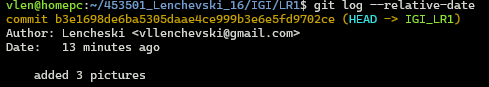 vlen@homepc:~/453501_Lenchevski_16/IGI/LR1$ git log --relative-date
commit b3e1698de6ba5305daae4ce999b3e6e5fd9702ce (HEAD -> IGI_LR1)
Author: Lencheski <vllenchevski@gmail.com>
Date:   13 minutes ago
    added 3 pictures